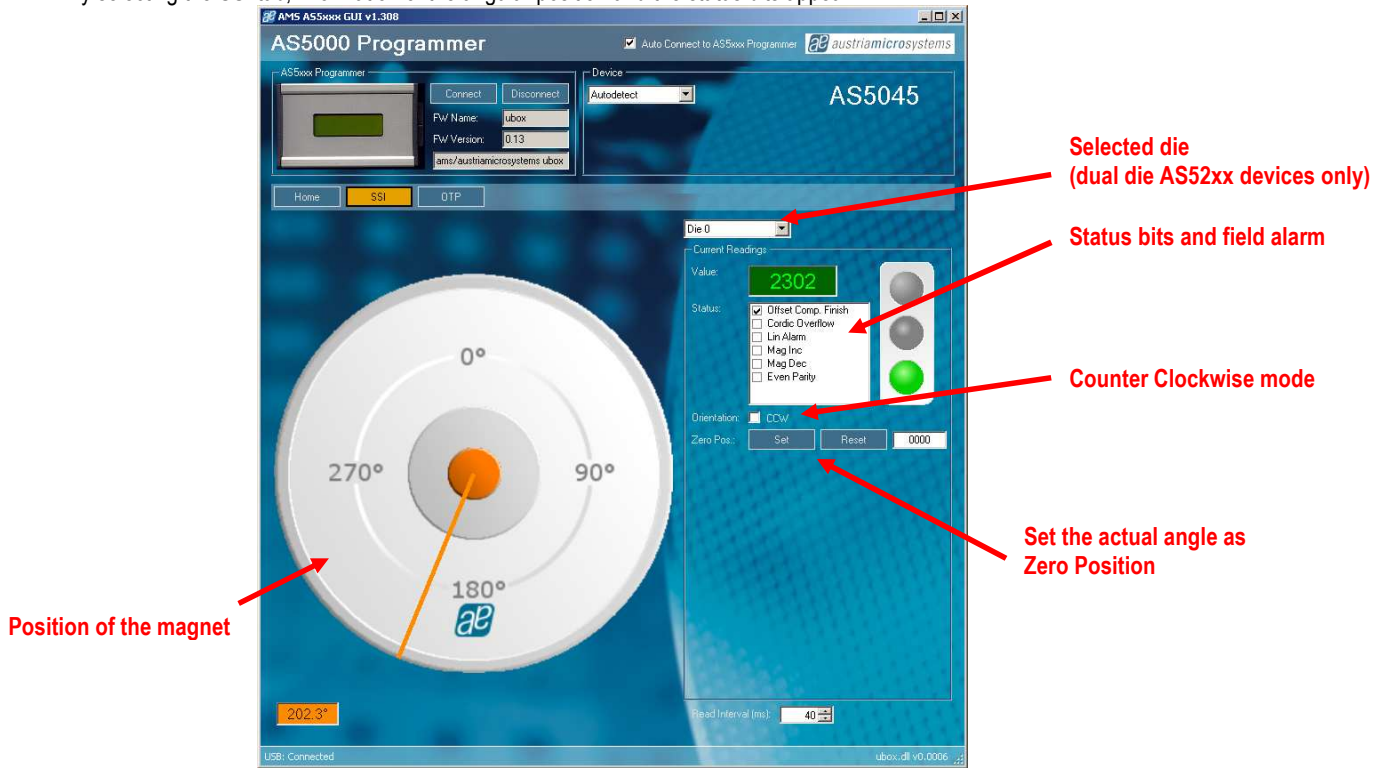 AMS AS5xxx GUI v1.308
AS5000 Programmer
Auto Connect to AS5xxx Programmer
austriamicrosystems
AS5xxx Programmer
Connect
Disconnect
FW Name:
ubox
FW Version:
0.13
ams/austriamicrosystems ubox
Device
Autodetect
AS5045
Home
SSI
OTP
Selected die
(dual die AS52xx devices only)
Die 0
Status bits and field alarm
Current Readings
Value:
2302
Status:
Offset Comp. Finish
Cordic Overflow
Lin Alarm
Mag Inc
Mag Dec
Even Parity
Counter Clockwise mode
Orientation:
CCW
Zero Pos.:
Set
Reset
0000
Set the actual angle as
Zero Position
0°
90°
180°
270°
ae
Position of the magnet
202.3°
Read Interval (ms):
40
USB: Connected
ubox.dll v0.0006